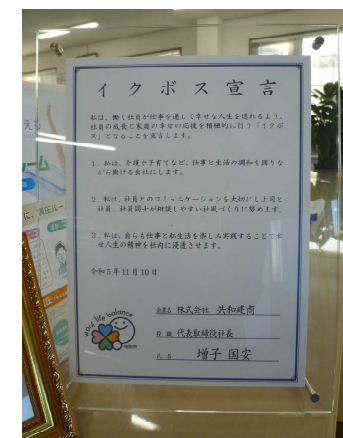 イクボス宣言
私は、働く社員が仕事を通して幸せな人生を送れるよう、
社員の成長と家庭の幸せの応援を積極的に行う「イクボ
ス」となることを宣言します。
1. 私は、介護や子育てなど、仕事と生活の調和を図りな
がら働ける会社にします。
2. 私は、社員とのコミュニケーションを大切にし上司と
社員、社員同士が相談しやすい社風づくりに努めます。
3. 私は、自らも仕事と私生活を楽しみ実践することで幸
せ人生の精神を社内に浸透させます。
令和5年11月10日
work life balance
企業名 株式会社 共和建商
役職 代表取締役社長
氏名 増子 国安
ルーム